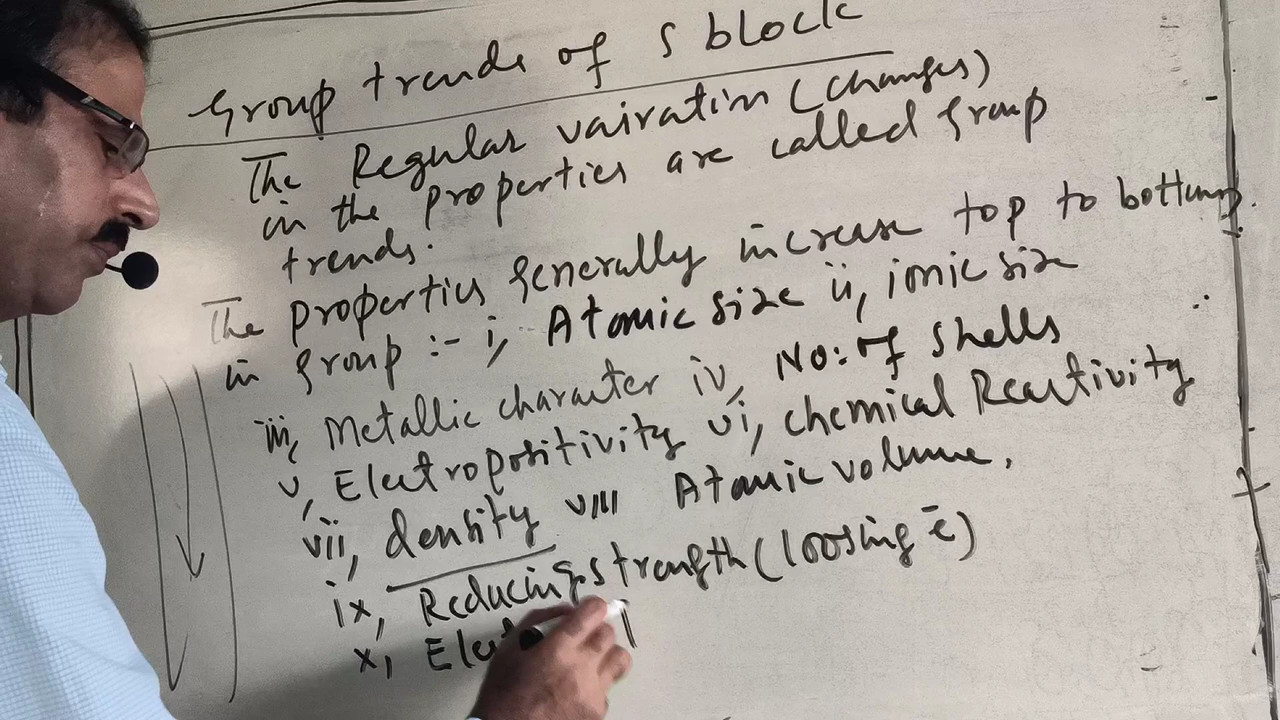 Group trends of s block
The Regular vairation (changes)
in the properties are called group
trends.
The properties generally increase top to bottum
in group :- i, Atomic size ii, ionic size
iii, Metallic character iv, No: of shells
v, Electropositivity vi, chemical Reactivity
vii, density viii Atomic volume.
ix, Reducing strength (loosing ē)
x, Elect